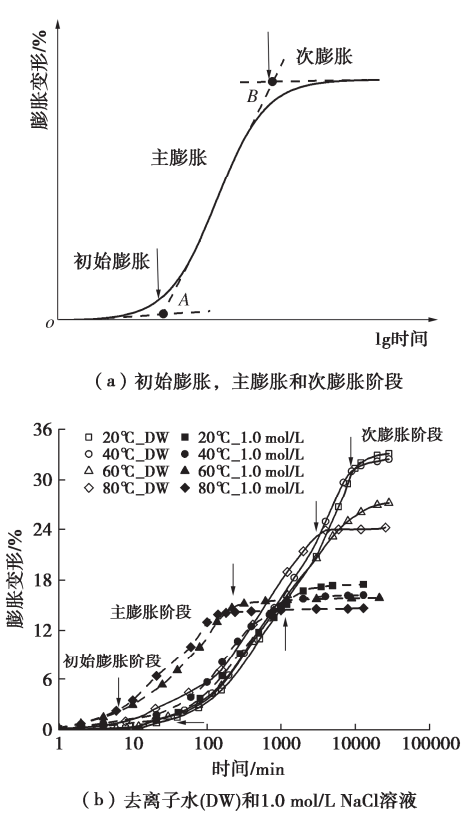 膨胀变形/%
次膨胀
B
主膨胀
初始膨胀
A
o
lg时间
（a）初始膨胀，主膨胀和次膨胀阶段
膨胀变形/%
36
30
24
18
12
6
0
20℃_DW
40℃_DW
60℃_DW
80℃_DW
20℃_1.0 mol/L
40℃_1.0 mol/L
60℃_1.0 mol/L
80℃_1.0 mol/L
次膨胀阶段
主膨胀阶段
初始膨胀阶段
1
10
100
1000
10000
100000
时间/min
（b）去离子水(DW)和1.0 mol/L NaCl溶液